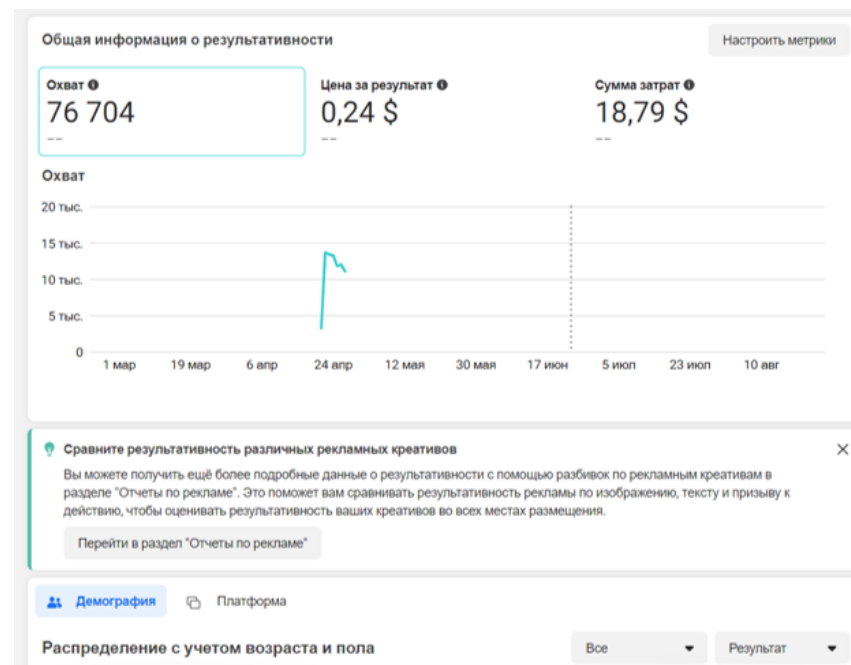 Общая информация о результативности
Настроить метрики
Охват
Цена за результат
Сумма затрат
76 704
0,24 $
18,79 $
--
--
--
Охват
20 тыс.
15 тыс.
10 тыс.
5 тыс.
0
1 мар 19 мар 6 апр 24 апр 12 мая 30 мая 17 июн 5 июл 23 июл 10 авг
Сравните результативность различных рекламных креативов
Вы можете получить ещё более подробные данные о результативности с помощью разбивок по рекламным креативам в
разделе "Отчеты по рекламе". Это поможет вам сравнивать результативность рекламы по изображению, тексту и призыву к
действию, чтобы оценивать результативность ваших креативов во всех местах размещения.
Перейти в раздел "Отчеты по рекламе"
Демография
Платформа
Распределение с учетом возраста и пола
Все
Результат